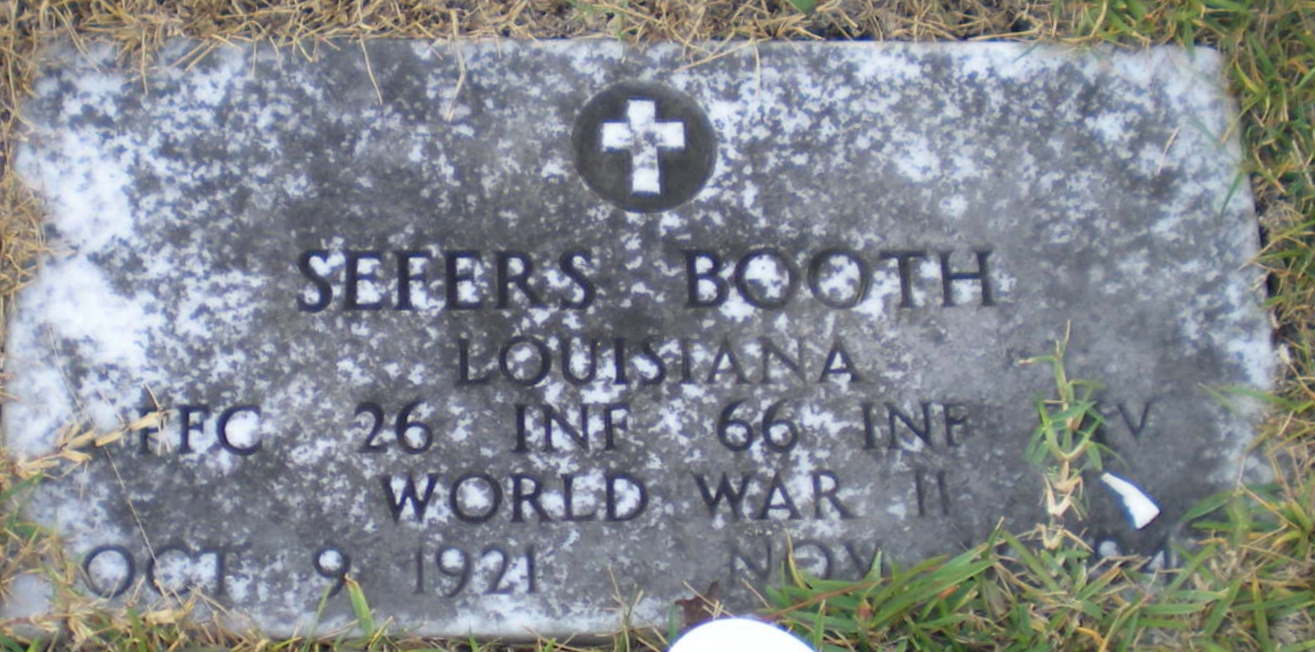 SEFERS BOOTH
LOUISIANA
PFC 26 INF 66 INF
WORLD WAR II
OCT 9 1921 NOV